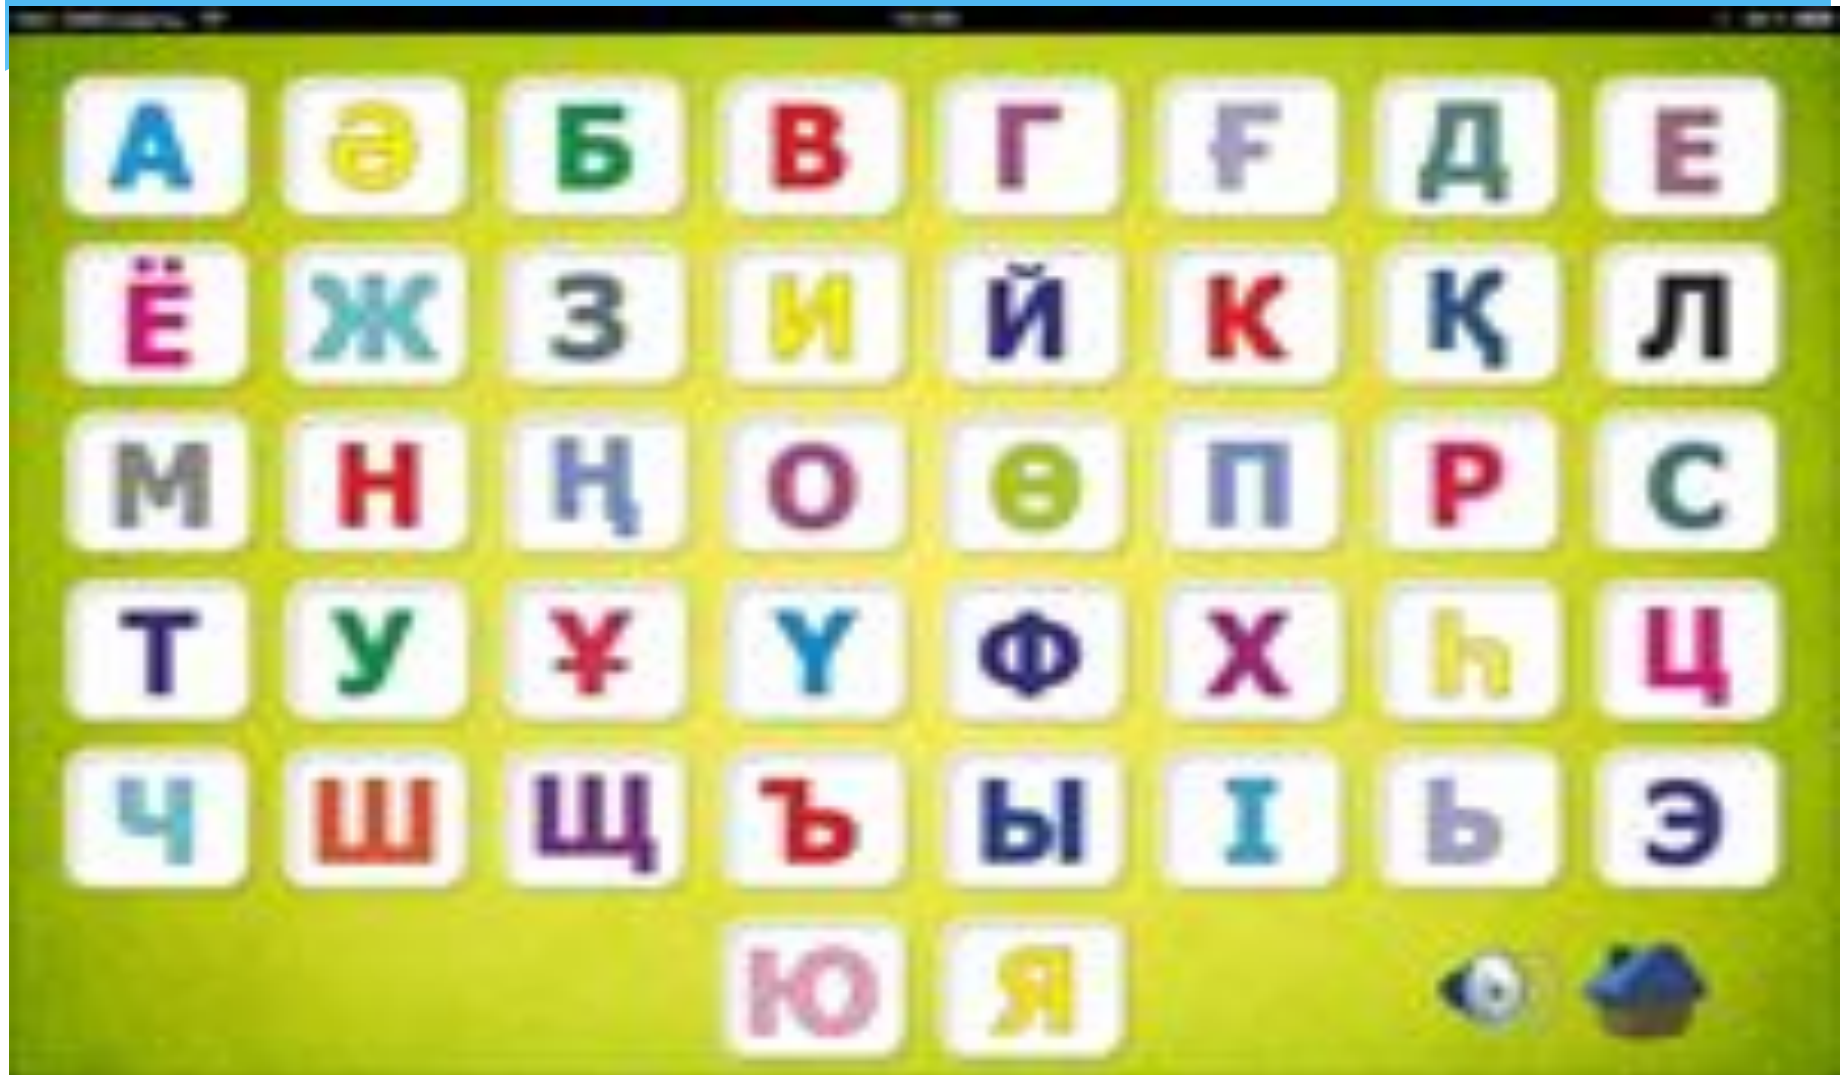 А Ә Б В Г Ғ Д Е
Ё Ж З И Й К Қ Л
М Н Ң О Ө П Р С
Т У Ұ Ү Ф Х Һ Ц
Ч Ш Щ Ъ Ы І Ь Э
Ю Я